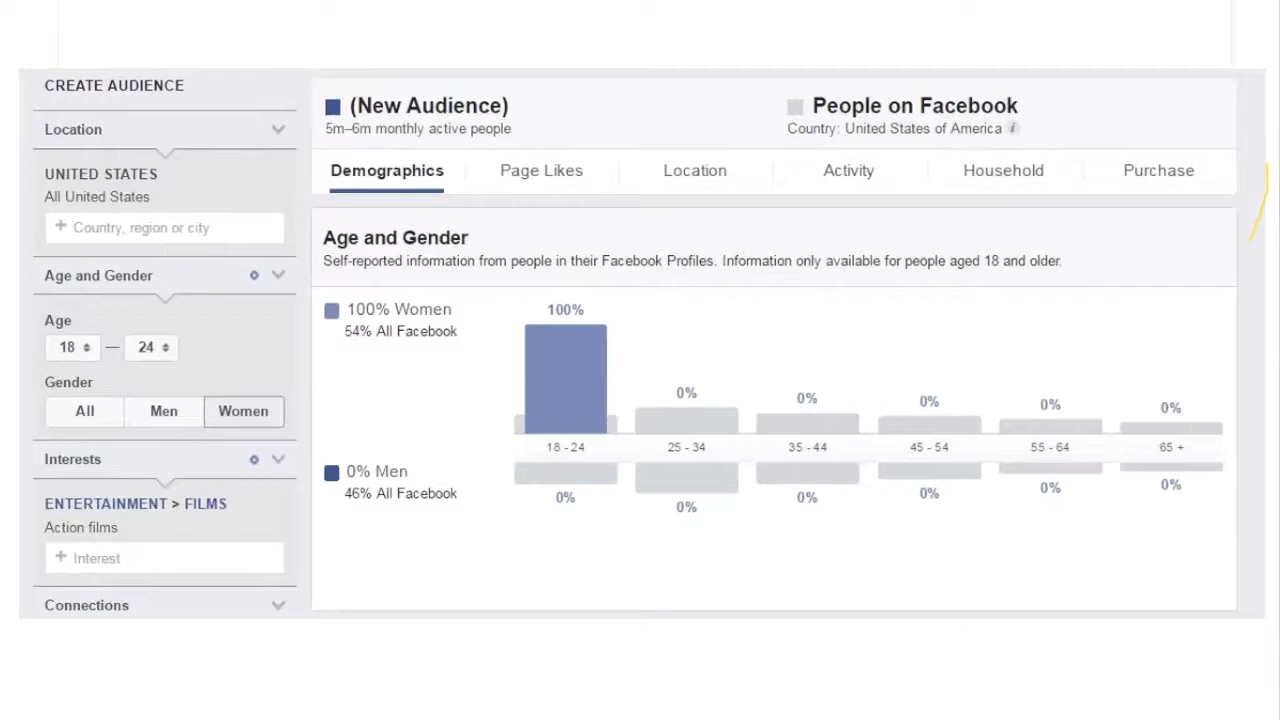 CREATE AUDIENCE
Location
UNITED STATES
All United States
+ Country, region or city
Age and Gender
Age
18 — 24
Gender
All Men Women
Interests
ENTERTAINMENT > FILMS
Action films
+ Interest
Connections
(New Audience)
5m–6m monthly active people
People on Facebook
Country: United States of America i
Demographics Page Likes Location Activity Household Purchase
Age and Gender
Self-reported information from people in their Facebook Profiles. Information only available for people aged 18 and older.
100% Women
54% All Facebook
100% 0% 0% 0% 0% 0%
18 - 24 25 - 34 35 - 44 45 - 54 55 - 64 65 +
0% Men
46% All Facebook
0% 0% 0% 0% 0% 0%